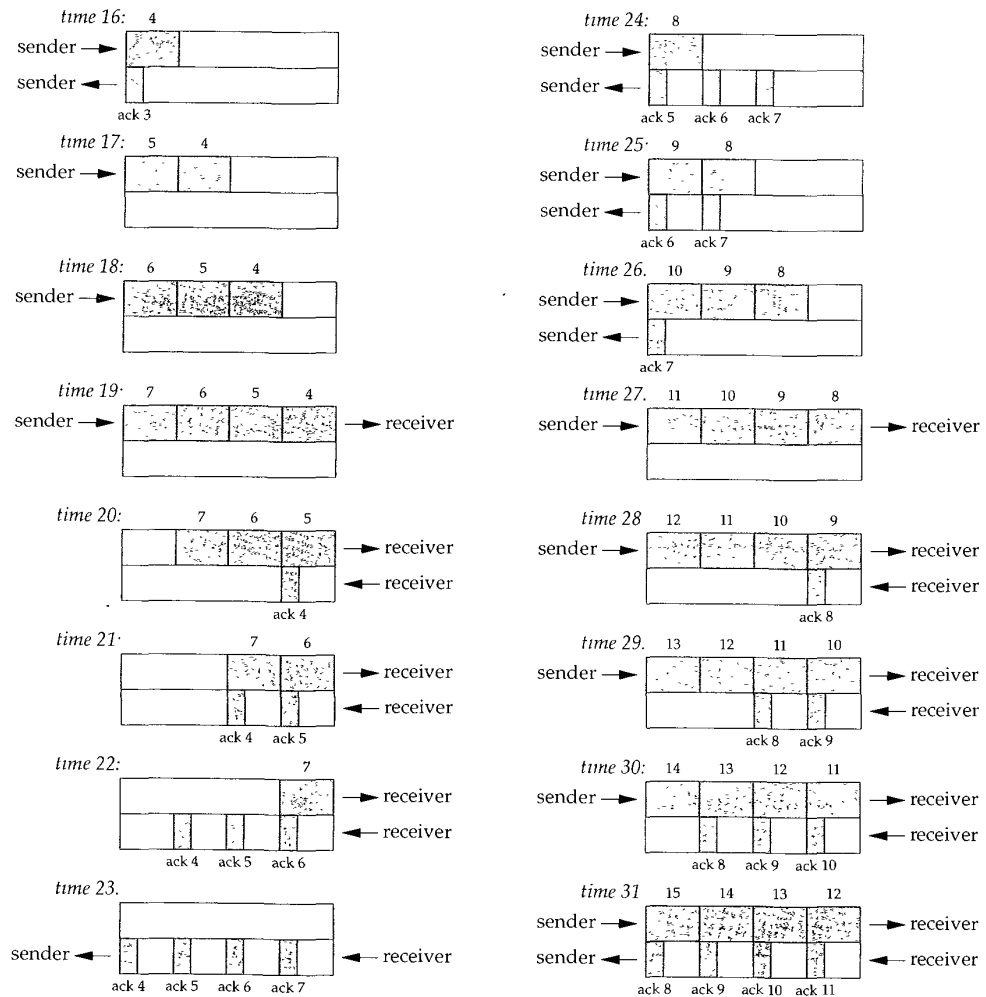 time 16: 4
sender
sender
ack 3
time 17: 5 4
sender
time 18: 6 5 4
sender
time 19· 7 6 5 4
sender receiver
time 20: 7 6 5
receiver
receiver
ack 4
time 21· 7 6
receiver
receiver
ack 4 ack 5
time 22: 7
receiver
receiver
ack 4 ack 5 ack 6
time 23.
sender receiver
ack 4 ack 5 ack 6 ack 7
time 24: 8
sender
sender
ack 5 ack 6 ack 7
time 25· 9 8
sender
sender
ack 6 ack 7
time 26. 10 9 8
sender
sender
ack 7
time 27. 11 10 9 8
sender receiver
time 28 12 11 10 9
sender receiver
receiver
ack 8
time 29. 13 12 11 10
sender receiver
receiver
ack 8 ack 9
time 30: 14 13 12 11
sender receiver
receiver
ack 8 ack 9 ack 10
time 31 15 14 13 12
sender receiver
sender receiver
ack 8 ack 9 ack 10 ack 11